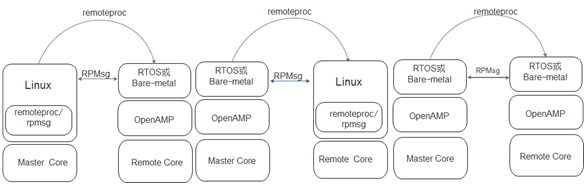 remoteproc
remoteproc
remoteproc
Linux
RPMsg
RTOS或
Bare-metal
remoteproc/
rpmsg
OpenAMP
Master Core
Remote Core
RTOS或
Bare-metal
RPMsg
Linux
OpenAMP
remoteproc/
rpmsg
Master Core
Remote Core
RTOS或
Bare-metal
RPMsg
RTOS或
Bare-metal
OpenAMP
OpenAMP
Master Core
Remote Core